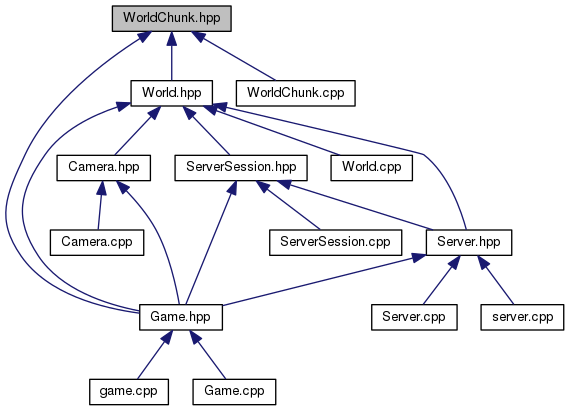 WorldChunk.hpp
World.hpp
WorldChunk.cpp
Camera.hpp
ServerSession.hpp
World.cpp
Camera.cpp
ServerSession.cpp
Server.hpp
Game.hpp
Server.cpp
server.cpp
game.cpp
Game.cpp